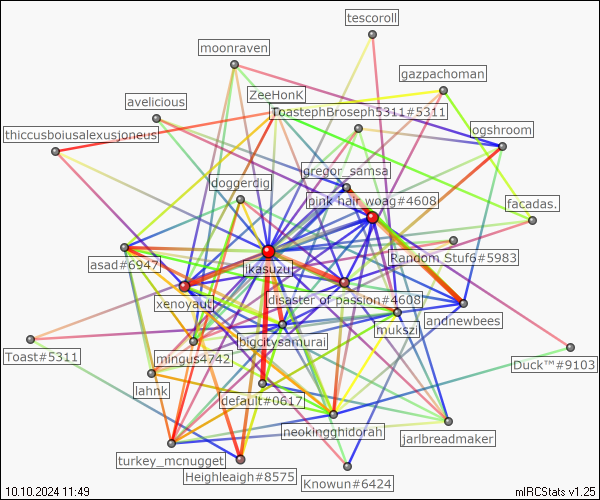 tescoroll
moonraven
gazpachoman
ZeeHonK
avelicious
ToastephBroseph5311#5311
ogshroom
thiccusboiusalexusjoneus
gregor_samsa
doggerdig
pink hair woag#4608
facadas.
Random_Stuf6#5983
asad#6947
ikasuzu
xenoyaut
disaster of passion#4608
andnewbees
mukszi
bigcitysamurai
Toast#5311
mingus4742
Duck™#9103
lahnk
default#0617
neokingghidorah
jarlbreadmaker
turkey_mcnugget
Heighleaigh#8575
Knowun#6424
10.10.2024 11:49
mIRCStats v1.25